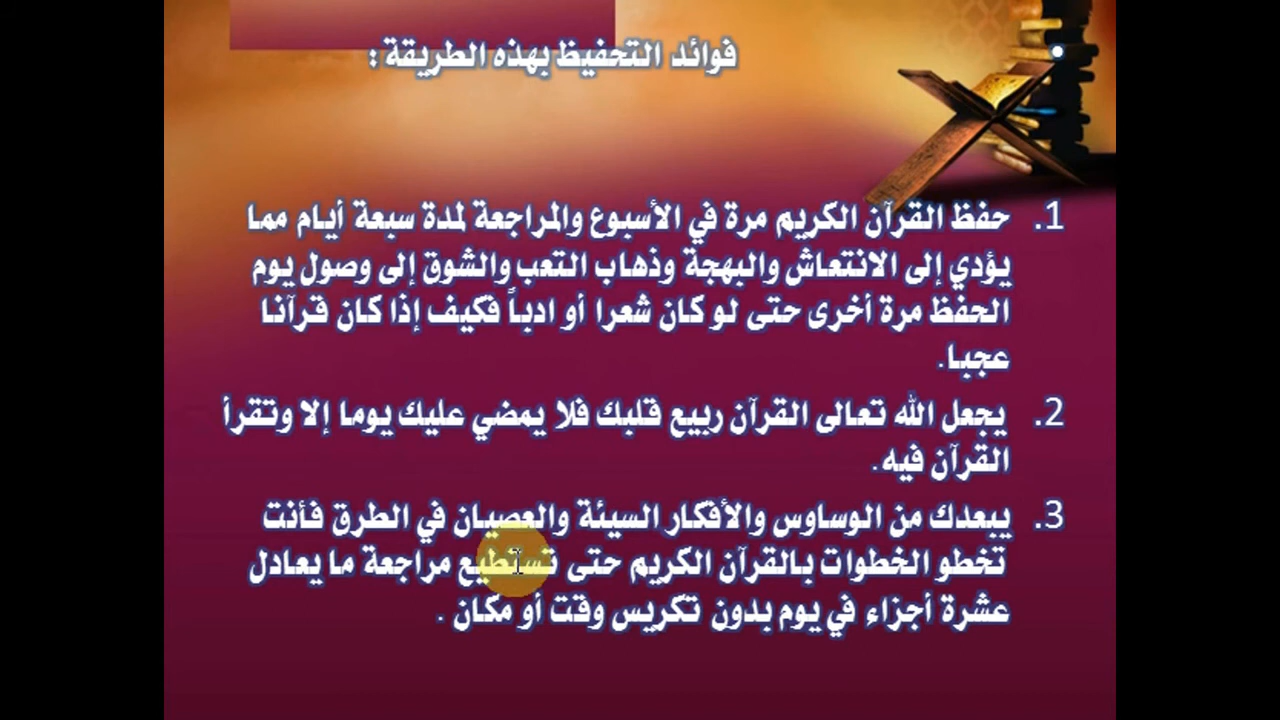 فوائد التحفيظ بهذه الطريقة :
1. حفظ القرآن الكريم مرة في الأسبوع والمراجعة لمدة سبعة أيام مما
يؤدي إلى الانتعاش والبهجة وذهاب التعب والشوق إلى وصول يوم
الحفظ مرة أخرى حتى لو كان شعرا أو ادباً فكيف إذا كان قرآنا
عجبا.
2. يجعل الله تعالى القرآن ربيع قلبك فلا يمضي عليك يوما إلا وتقرأ
القرآن فيه.
3. يبعدك من الوساوس والأفكار السيئة والعصيان في الطرق فأنت
تخطو الخطوات بالقرآن الكريم حتى تستطيع مراجعة ما يعادل
عشرة أجزاء في يوم بدون تكريس وقت أو مكان .